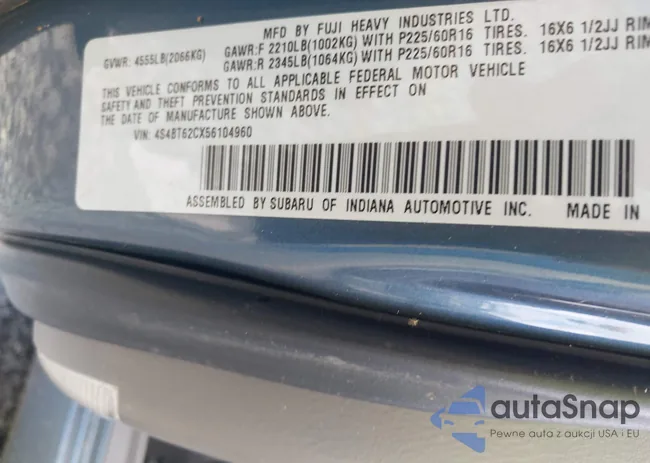 MFD BY FUJI HEAVY INDUSTRIES LTD.
GVWR: 4555LB(2066KG)
GAWR:F 2210LB(1002KG) WITH P225/60R16 TIRES. 16X6 1/2JJ RIM
GAWR:R 2345LB(1064KG) WITH P225/60R16 TIRES. 16X6 1/2JJ RIM
THIS VEHICLE CONFORMS TO ALL APPLICABLE FEDERAL MOTOR VEHICLE
SAFETY AND THEFT PREVENTION STANDARDS IN EFFECT ON
THE DATE OF MANUFACTURE SHOWN ABOVE.
VIN: 4S4BT62CX56104960
ASSEMBLED BY SUBARU OF INDIANA AUTOMOTIVE INC. MADE IN
autaSnap
Pewne auta z aukcji USA i EU